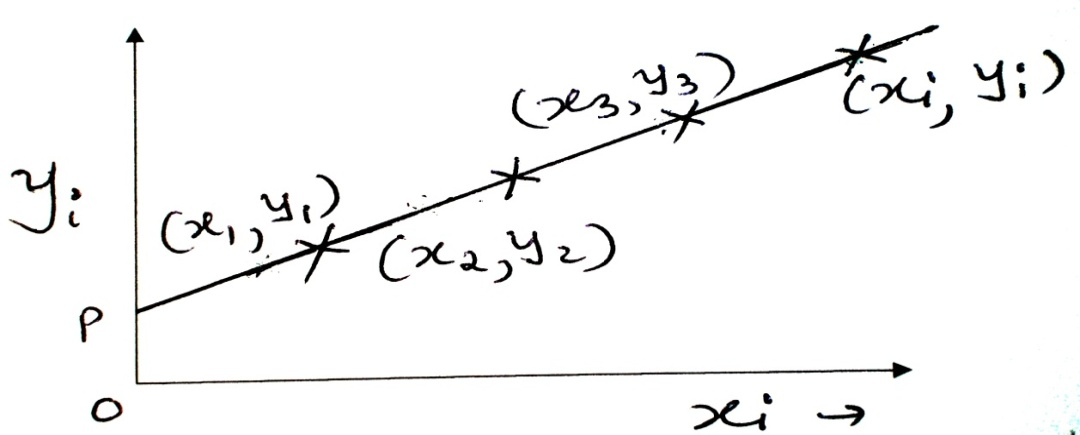 (x₃, y₃)
(xᵢ, yᵢ)
yᵢ
(x₁, y₁)
(x₂, y₂)
P
O
xᵢ →